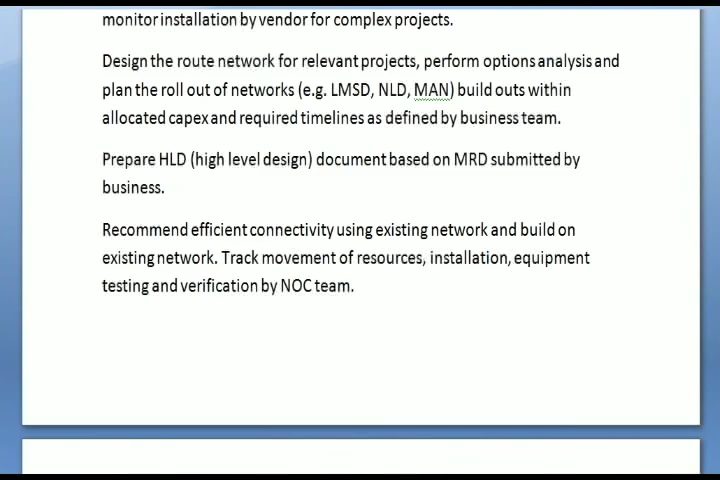 monitor installation by vendor for complex projects.
Design the route network for relevant projects, perform options analysis and
plan the roll out of networks (e.g. LMSD, NLD, MAN) build outs within
allocated capex and required timelines as defined by business team.
Prepare HLD (high level design) document based on MRD submitted by
business.
Recommend efficient connectivity using existing network and build on
existing network. Track movement of resources, installation, equipment
testing and verification by NOC team.